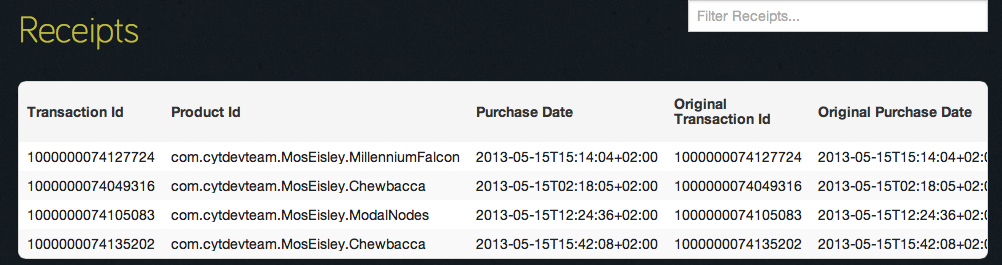 Receipts
Filter Receipts...
Transaction Id Product Id Purchase Date Original Transaction Id Original Purchase Date
1000000074127724 com.cytdevteam.MosEisley.MillenniumFalcon 2013-05-15T15:14:04+02:00 1000000074127724 2013-05-15T15:14:04+02:0
1000000074049316 com.cytdevteam.MosEisley.Chewbacca 2013-05-15T02:18:05+02:00 1000000074049316 2013-05-15T02:18:05+02:0
1000000074105083 com.cytdevteam.MosEisley.ModalNodes 2013-05-15T12:24:36+02:00 1000000074105083 2013-05-15T12:24:36+02:0
1000000074135202 com.cytdevteam.MosEisley.Chewbacca 2013-05-15T15:42:08+02:00 1000000074135202 2013-05-15T15:42:08+02:0